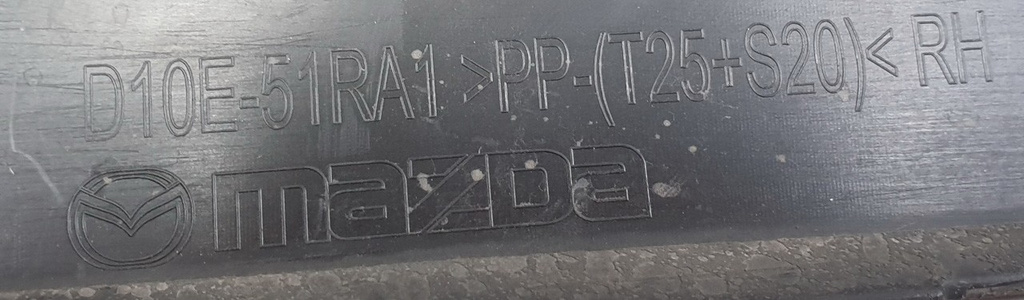 D10E-51RA1 >PP-(T25+S20)< RH
mazda